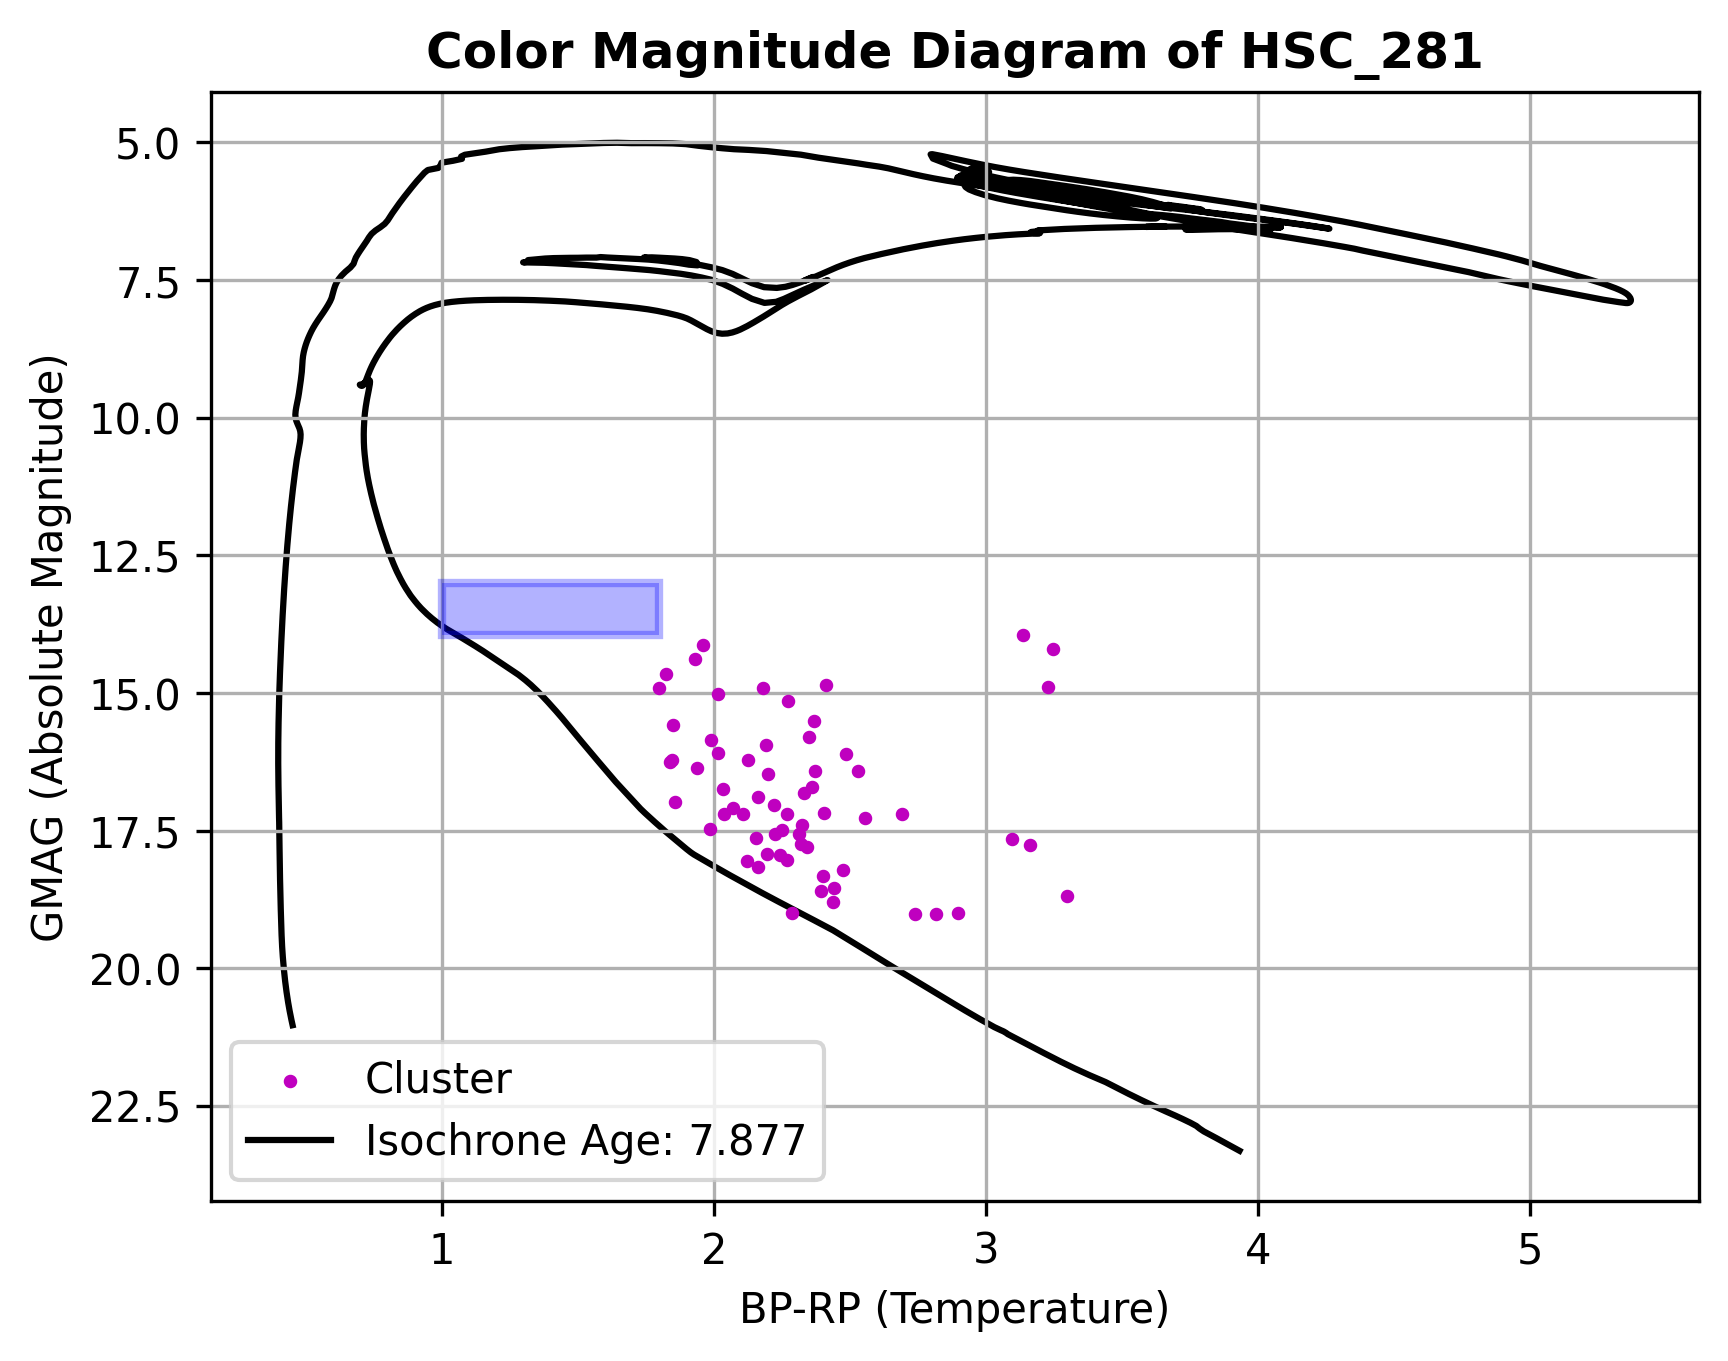 Color Magnitude Diagram of HSC_281
GMAG (Absolute Magnitude)
5.0
7.5
10.0
12.5
15.0
17.5
20.0
22.5
Cluster
Isochrone Age: 7.877
1 2 3 4 5
BP-RP (Temperature)